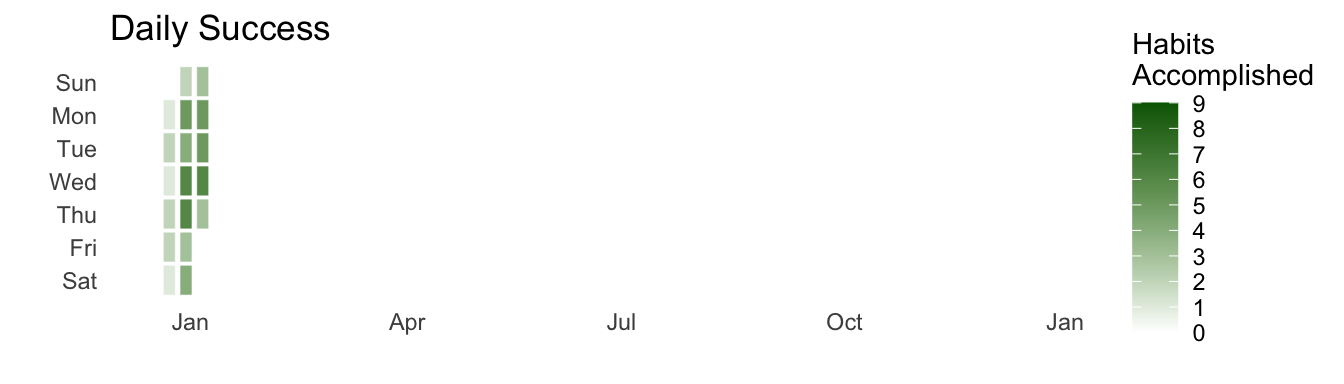 Daily Success
Sun
Mon
Tue
Wed
Thu
Fri
Sat
Jan Apr Jul Oct Jan
Habits
Accomplished
9
8
7
6
5
4
3
2
1
0